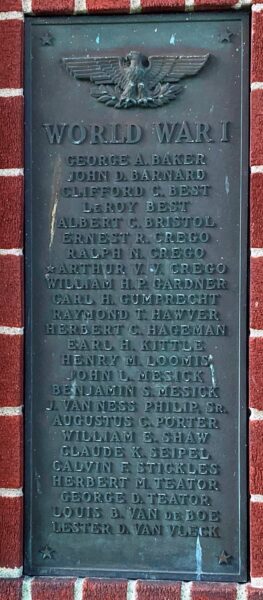 WORLD WAR I
GEORGE A. BAKER
JOHN D. BARNARD
CLIFFORD C. BEST
LEROY BEST
ALBERT C. BRISTOL
ERNEST R. CREGO
RALPH N. CREGO
★ARTHUR V. V. CREGO
WILLIAM H. P. GARDNER
CARL H. GUMPRECHT
RAYMOND T. HAWVER
HERBERT C. HAGEMAN
EARL H. KITTLE
HENRY M. LOOMIS
JOHN L. MESICK
BENJAMIN S. MESICK
J. VAN NESS PHILIP, SR.
AUGUSTUS C. PORTER
WILLIAM E. SHAW
CLAUDE K. SEIPEL
CALVIN F. STICKLES
HERBERT M. TEATOR
GEORGE D. TEATOR
LOUIS B. VAN DE BOE
LESTER D. VAN VLECK